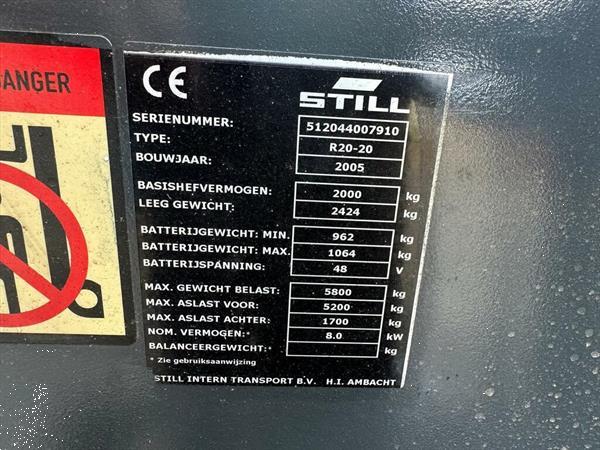 DANGER
CE
STILL
SERIENUMMER: 512044007910
TYPE: R20-20
BOUWJAAR: 2005
BASISHEFVERMOGEN: 2000 kg
LEEG GEWICHT: 2424 kg
BATTERIJGEWICHT: MIN. 962 kg
BATTERIJGEWICHT: MAX. 1064 kg
BATTERIJSPANNING: 48 V
MAX. GEWICHT BELAST: 5800 kg
MAX. ASLAST VOOR: 5200 kg
MAX. ASLAST ACHTER: 1700 kg
NOM. VERMOGEN:* 8.0 kW
BALANCEERGEWICHT:* kg
* Zie gebruiksaanwijzing
STILL INTERN TRANSPORT B.V. H.I. AMBACHT